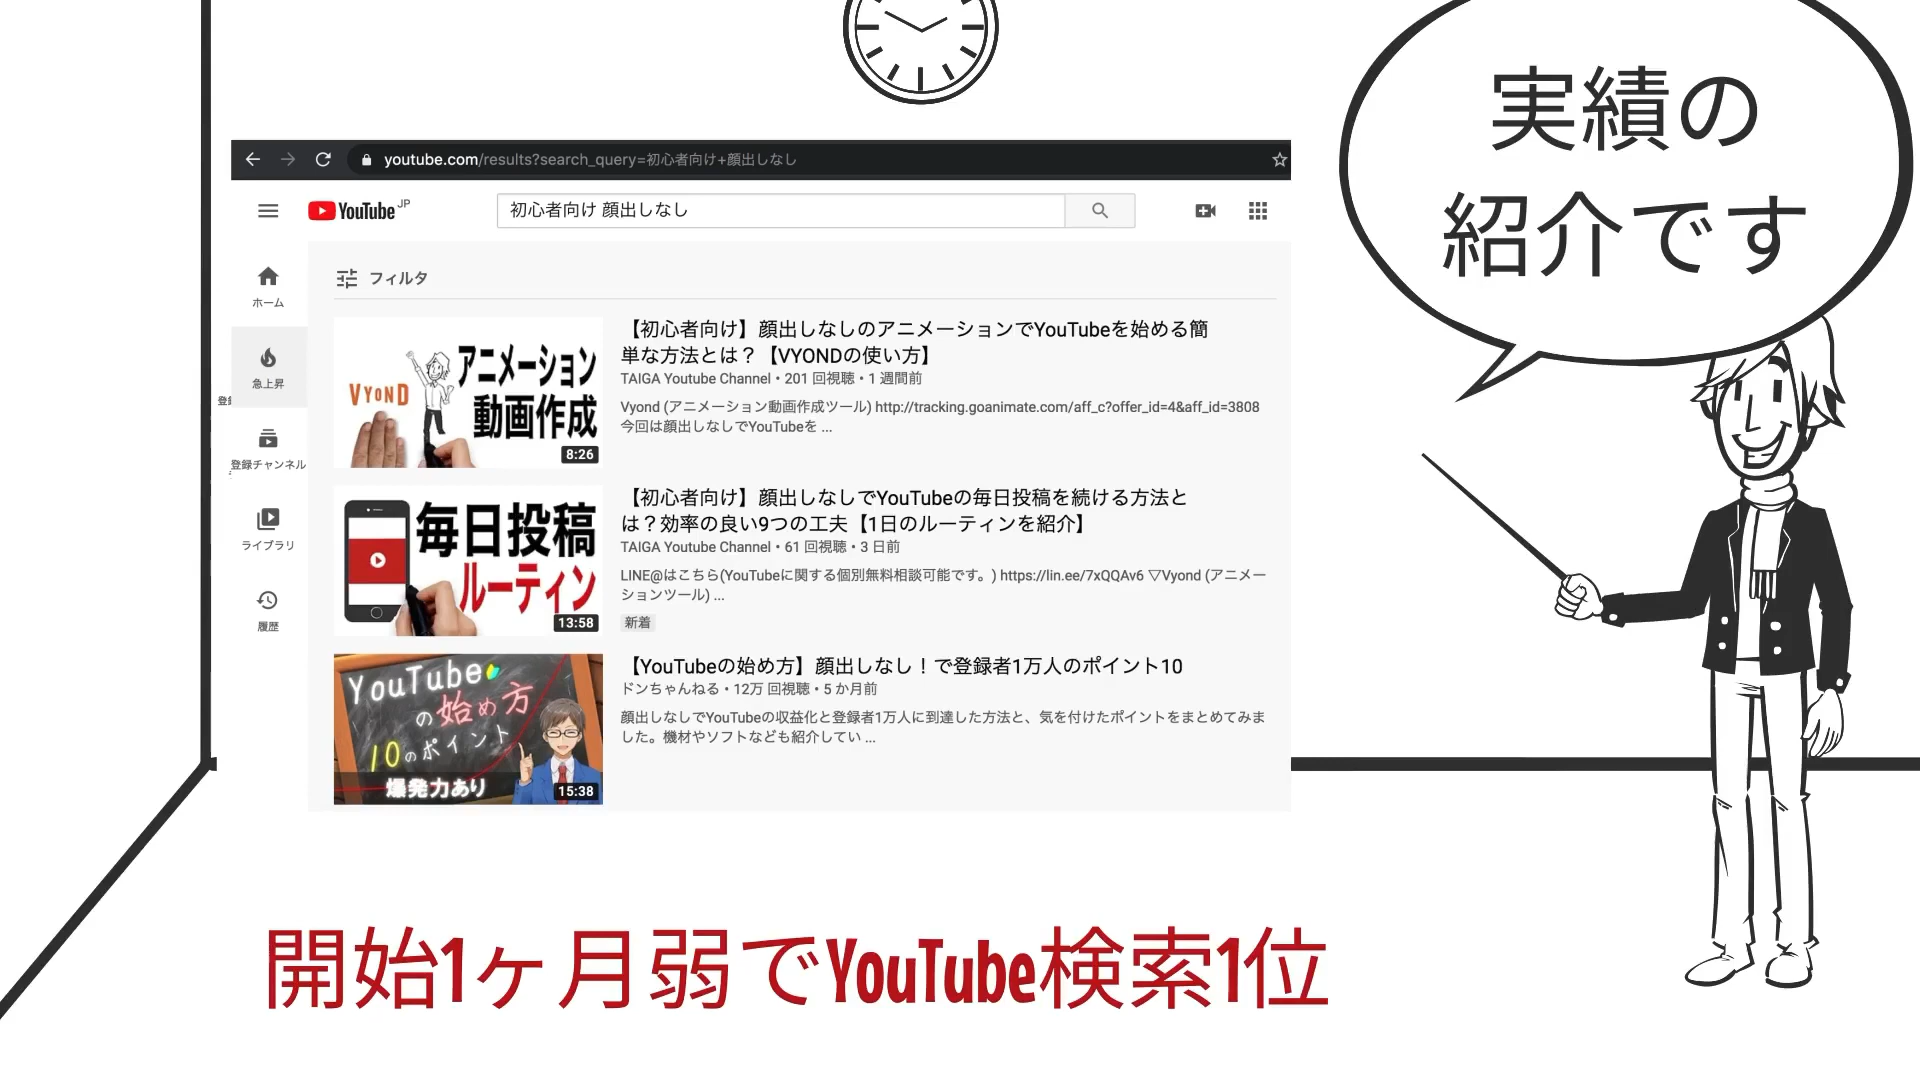 実績の
紹介です
youtube.com/results?search_query=初心者向け+顔出しなし
YouTube JP
初心者向け 顔出しなし
ホーム
急上昇
登録チャンネル
ライブラリ
履歴
フィルタ
アニメーション
VYOND
動画作成
8:26
【初心者向け】顔出しなしのアニメーションでYouTubeを始める簡
単な方法とは？【VYONDの使い方】
TAIGA Youtube Channel・201 回視聴・1 週間前
Vyond (アニメーション動画作成ツール) http://tracking.goanimate.com/aff_c?offer_id=4&aff_id=3808
今回は顔出しなしでYouTubeを ...
毎日投稿
ルーティン
13:58
【初心者向け】顔出しなしでYouTubeの毎日投稿を続ける方法と
は？効率の良い9つの工夫【1日のルーティンを紹介】
TAIGA Youtube Channel・61 回視聴・3 日前
LINE@はこちら(YouTubeに関する個別無料相談可能です。) https://lin.ee/7xQQAv6 ▽Vyond (アニメー
ションツール) ...
新着
YouTube
の始め方
10のポイント
爆発力あり
15:38
【YouTubeの始め方】顔出しなし！で登録者1万人のポイント10
ドンちゃんねる・12万 回視聴・5 か月前
顔出しなしでYouTubeの収益化と登録者1万人に到達した方法と、気を付けたポイントをまとめてみま
した。機材やソフトなども紹介してい ...
開始1ヶ月弱でYouTube検索1位